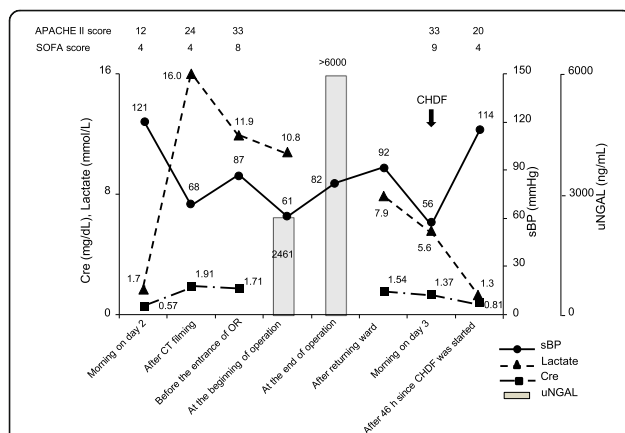 APACHE II score 12 24 33 33 20
SOFA score 4 4 8 9 4
>6000
16 16.0 150 6000
CHDF
121 120
114
11.9
10.8
87 92
90
68 82
61 56
8 60 3000
7.9
5.6
2461
30
1.7 1.91 1.71 1.54 1.37 1.3
0.57 0.81
0 0 0
Cre (mg/dL), Lactate (mmol/L)
sBP (mmHg)
uNGAL (ng/mL)
Morning on day 2
After CT filming
Before the entrance of OR
At the beginning of operation
At the end of operation
After returning ward
Morning on day 3
After 46 h since CHDF was started
sBP
Lactate
Cre
uNGAL